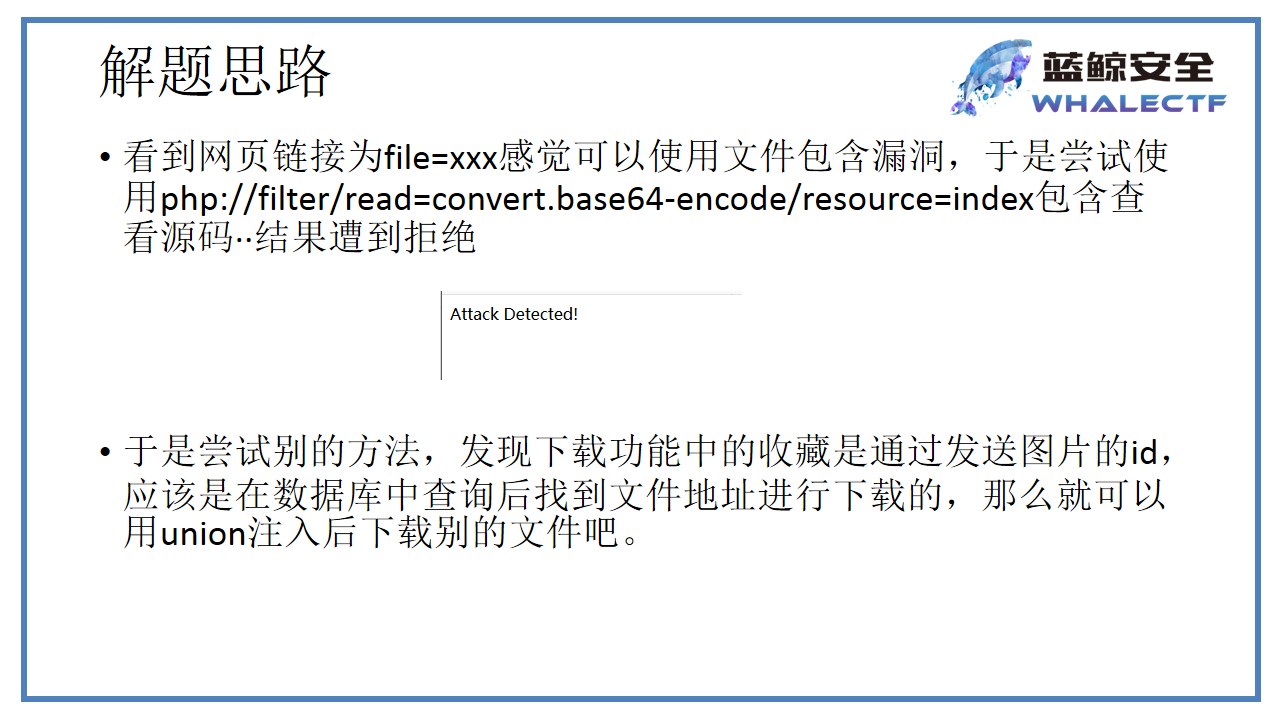 解题思路
蓝鲸安全
WHALECTF
• 看到网页链接为file=xxx感觉可以使用文件包含漏洞，于是尝试使
用php://filter/read=convert.base64-encode/resource=index包含查
看源码··结果遭到拒绝
Attack Detected!
• 于是尝试别的方法，发现下载功能中的收藏是通过发送图片的id，
应该是在数据库中查询后找到文件地址进行下载的，那么就可以
用union注入后下载别的文件吧。